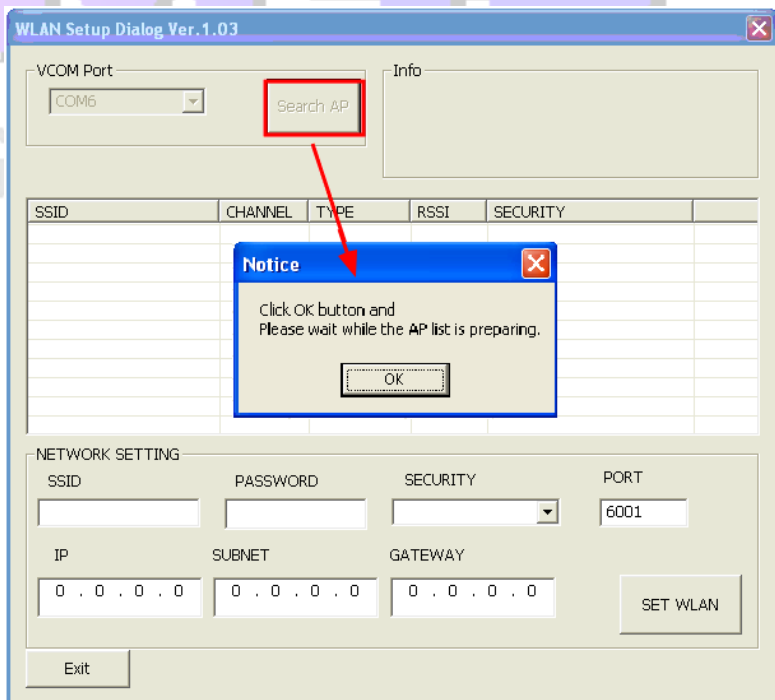 WLAN Setup Dialog Ver.1.03
VCOM Port
COM6
Search AP
Info
SSID CHANNEL TYPE RSSI SECURITY
Notice
Click OK button and
Please wait while the AP list is preparing.
OK
NETWORK SETTING
SSID PASSWORD SECURITY PORT
6001
IP SUBNET GATEWAY
0 . 0 . 0 . 0 0 . 0 . 0 . 0 0 . 0 . 0 . 0
SET WLAN
Exit